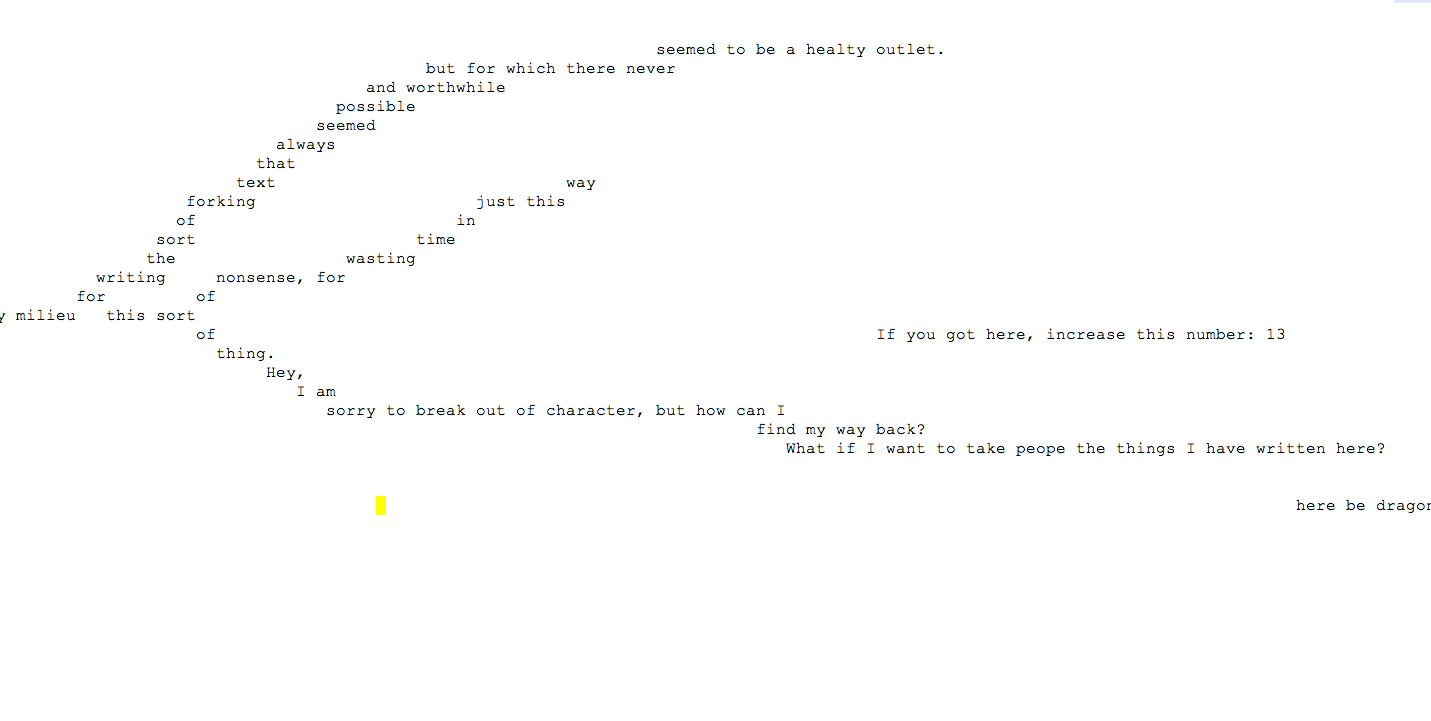 seemed to be a healty outlet.
but for which there never
and worthwhile
possible
seemed
always
that
text way
forking just this
of in
sort time
the wasting
writing nonsense, for
for of
y milieu this sort
of If you got here, increase this number: 13
thing.
Hey,
I am
sorry to break out of character, but how can I
find my way back?
What if I want to take peope the things I have written here?
here be dragon